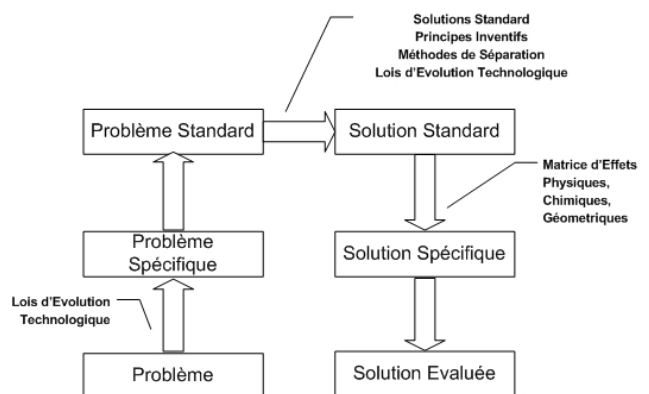 Solutions Standard
Principes Inventifs
Méthodes de Séparation
Lois d'Evolution Technologique
Problème Standard
Solution Standard
Matrice d'Effets
Physiques,
Chimiques,
Géometriques
Problème
Spécifique
Solution Spécifique
Lois d'Evolution
Technologique
Problème
Solution Evaluée